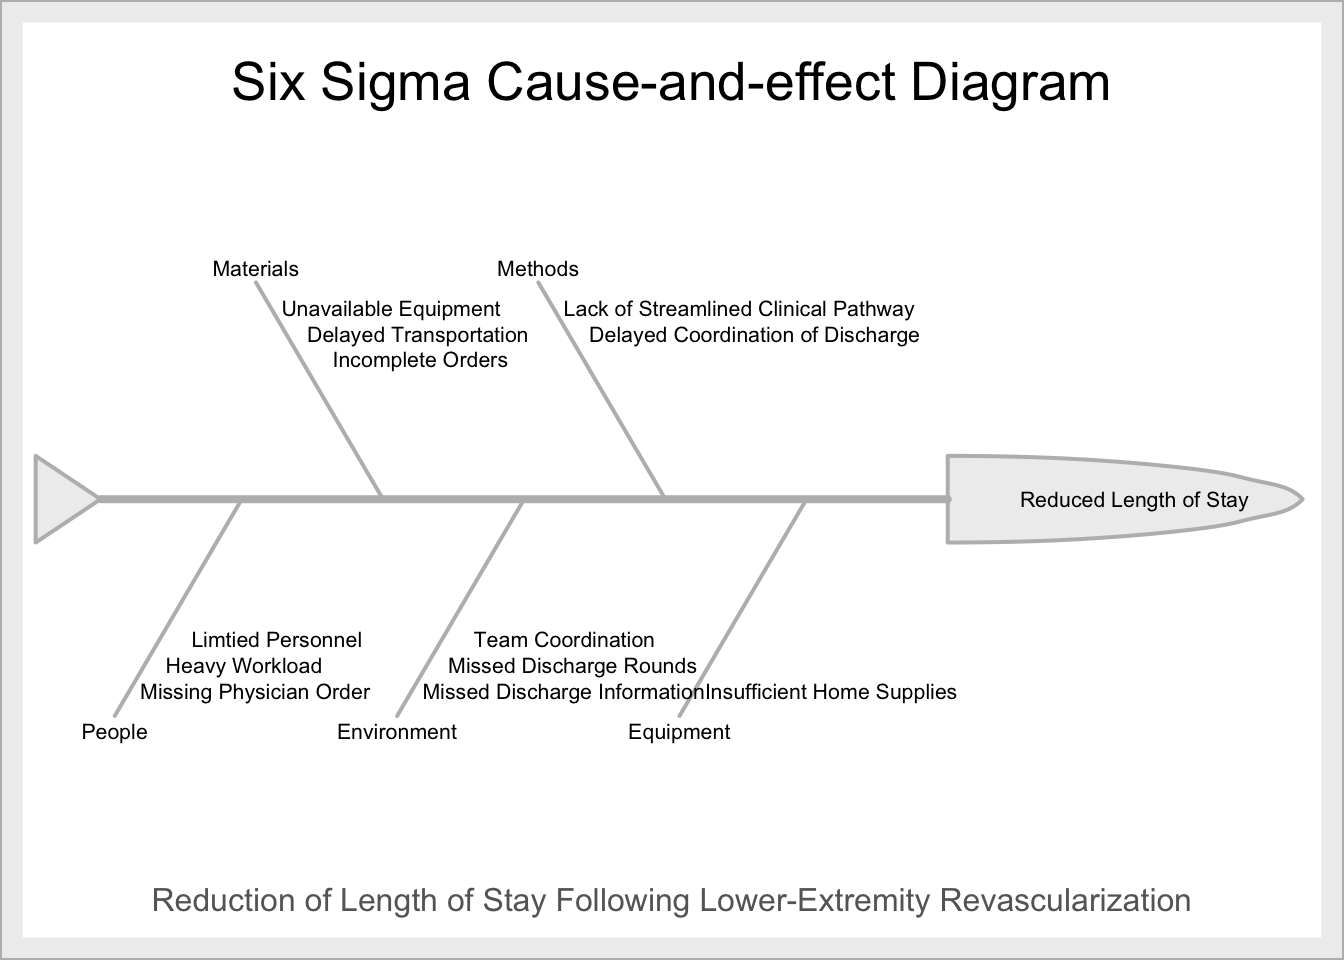 Six Sigma Cause-and-effect Diagram
Materials
Unavailable Equipment
Delayed Transportation
Incomplete Orders
Methods
Lack of Streamlined Clinical Pathway
Delayed Coordination of Discharge
Reduced Length of Stay
Limtied Personnel
Heavy Workload
Missing Physician Order
People
Team Coordination
Missed Discharge Rounds
Missed Discharge Information
Environment
Insufficient Home Supplies
Equipment
Reduction of Length of Stay Following Lower-Extremity Revascularization